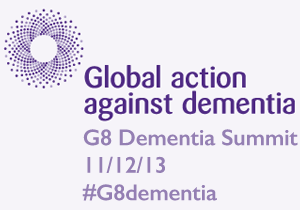 Global action
against dementia
G8 Dementia Summit
11/12/13
#G8dementia